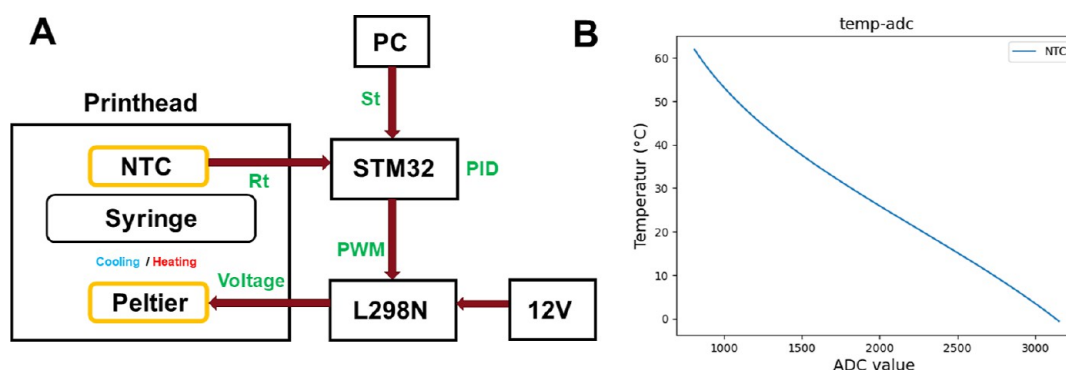 A
PC
St
Printhead
NTC
Rt
STM32
PID
Syringe
Cooling / Heating
PWM
Voltage
Peltier
L298N
12V
B
temp-adc
NTC
Temperatur (°C)
60
50
40
30
20
10
0
1000 1500 2000 2500 3000
ADC value